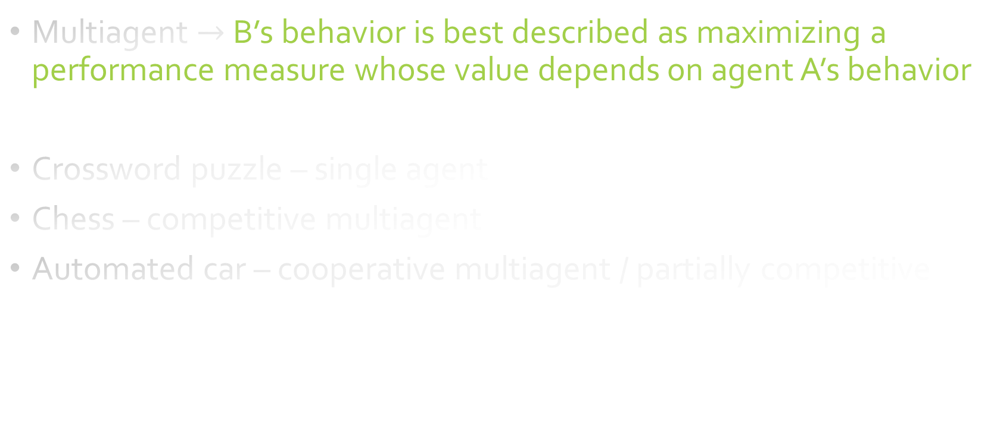 • Multiagent → B’s behavior is best described as maximizing a
performance measure whose value depends on agent A’s behavior
• Crossword puzzle – single agent
• Chess – competitive multiagent
• Automated car – cooperative multiagent / partially competitive